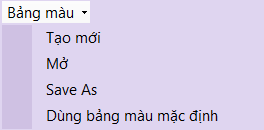 Bảng màu
Tạo mới
Mở
Save As
Dùng bảng màu mặc định